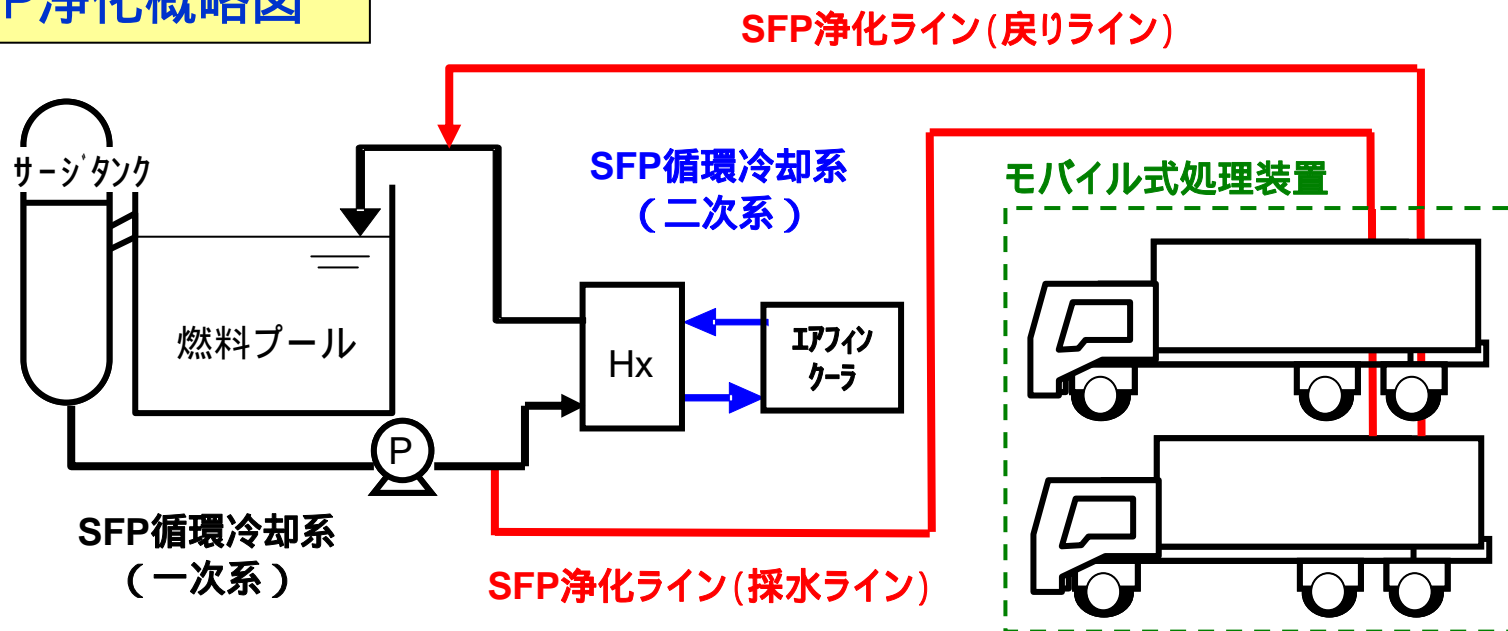 P浄化概略図
SFP浄化ライン(戻りライン)
サージタンク
SFP循環冷却系
(二次系)
モバイル式処理装置
燃料プール
Hx
エアフィン
クーラ
P
SFP循環冷却系
(一次系)
SFP浄化ライン(採水ライン)